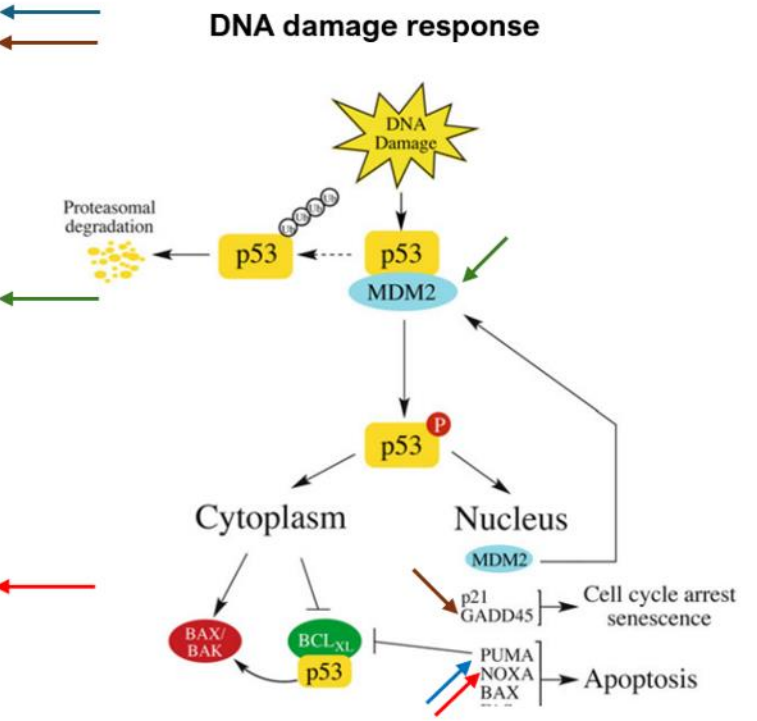 DNA damage response
DNA
Damage
Proteasomal
degradation
Ub
Ub
Ub
Ub
p53
p53
MDM2
p53
P
Cytoplasm
Nucleus
MDM2
p21
GADD45
Cell cycle arrest
senescence
BAX/
BAK
BCLXL
p53
PUMA
NOXA
BAX
Apoptosis